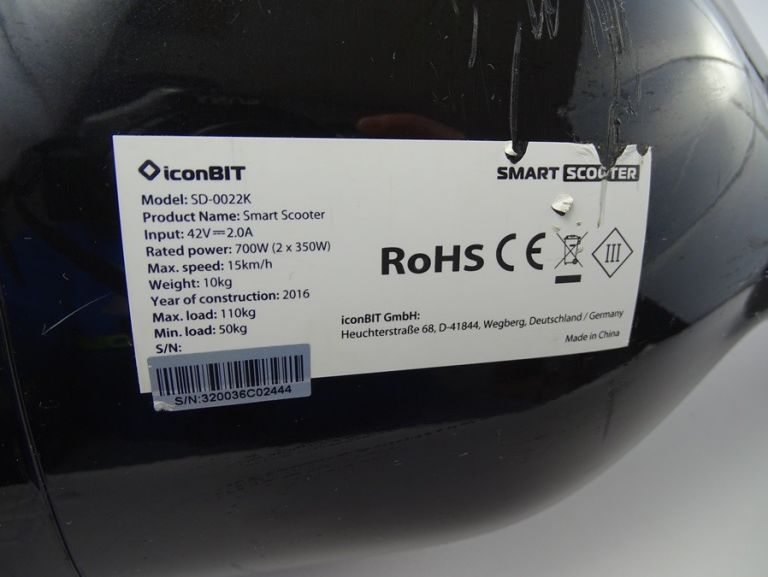 iconBIT
SMART SCOOTER
Model: SD-0022K
Product Name: Smart Scooter
Input: 42V⎓2.0A
Rated power: 700W (2 x 350W)
Max. speed: 15km/h
Weight: 10kg
Year of construction: 2016
Max. load: 110kg
Min. load: 50kg
S/N:
S/N:320036C02444
RoHS CE
III
iconBIT GmbH:
Heuchterstraße 68, D-41844, Wegberg, Deutschland / Germany
Made in China